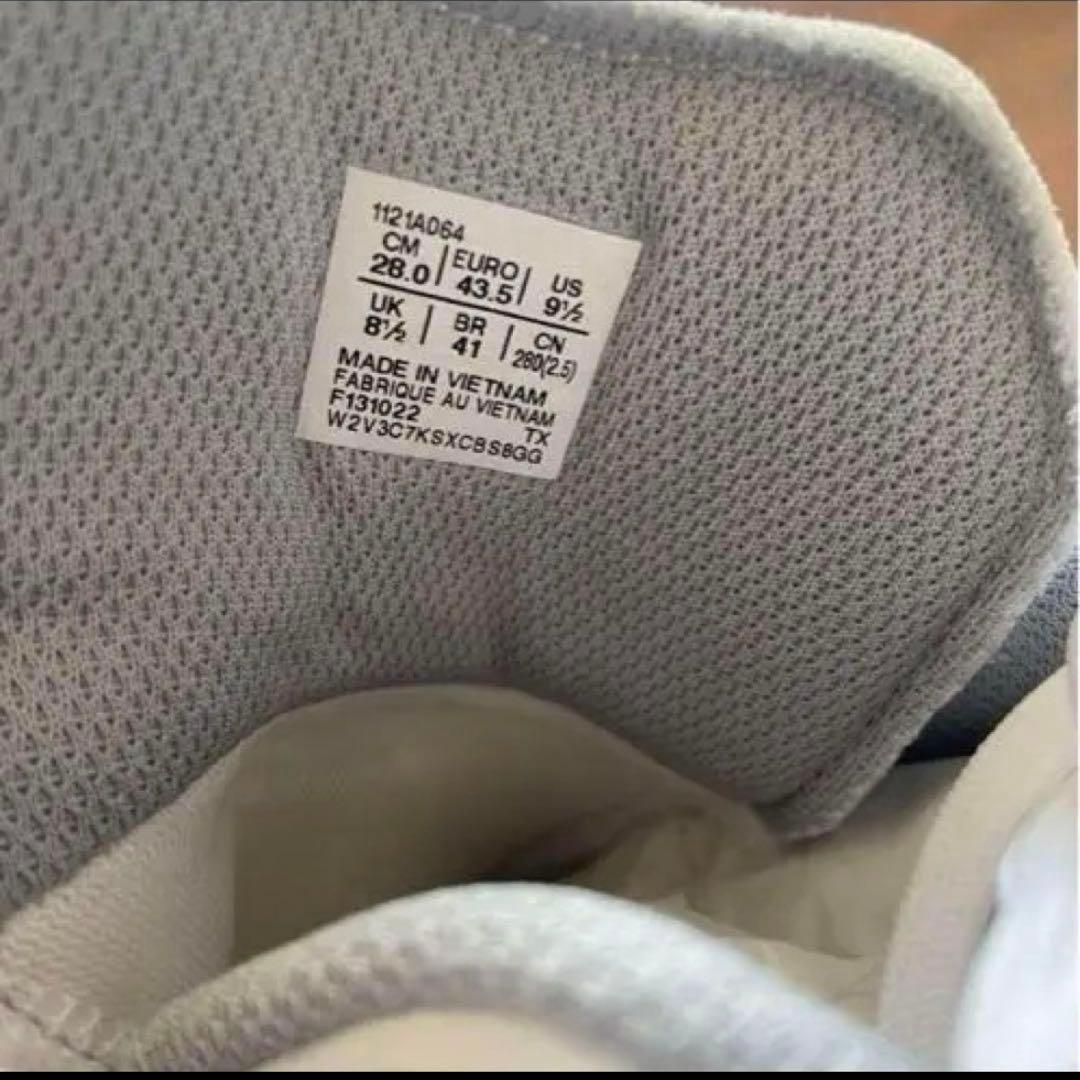 1121A064
CM 28.0 | EURO 43.5 | US 9½
UK 8½ | BR 41 | CN 280(2.5)
MADE IN VIETNAM
FABRIQUE AU VIETNAM
F131022 TX
W2V3C7KSXCBS8GG